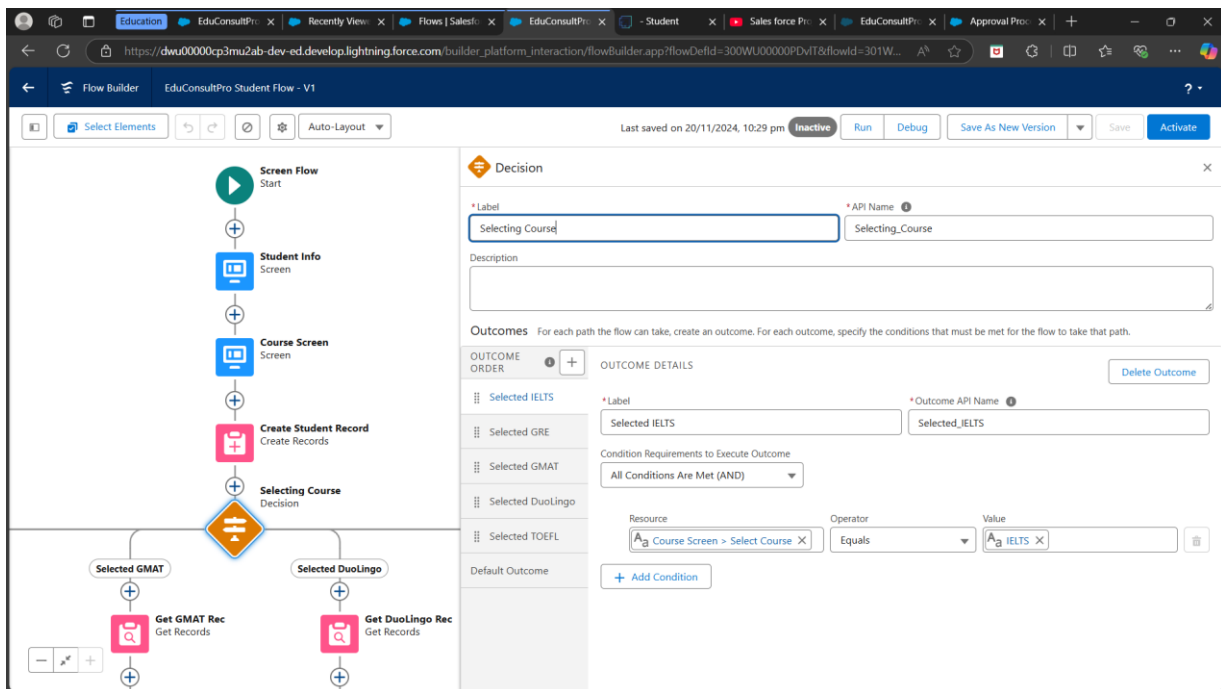 Education
EduConsultPro
Recently View
Flows | Salesfo
EduConsultPro
- Student
Sales force Pro
EduConsultPro
Approval Proc
https://dwu00000cp3mu2ab-dev-ed.develop.lightning.force.com/builder_platform_interaction/flowBuilder.app?flowDefId=300WU00000PDvlT&flowId=301W...
Flow Builder
EduConsultPro Student Flow - V1
?
Select Elements
Auto-Layout
Last saved on 20/11/2024, 10:29 pm
Inactive
Run
Debug
Save As New Version
Save
Activate
Screen Flow
Start
Student Info
Screen
Course Screen
Screen
Create Student Record
Create Records
Selecting Course
Decision
Selected GMAT
Selected DuoLingo
Get GMAT Rec
Get Records
Get DuoLingo Rec
Get Records
Decision
*Label
Selecting Course
*API Name
Selecting_Course
Description
Outcomes For each path the flow can take, create an outcome. For each outcome, specify the conditions that must be met for the flow to take that path.
OUTCOME ORDER
Selected IELTS
Selected GRE
Selected GMAT
Selected DuoLingo
Selected TOEFL
Default Outcome
OUTCOME DETAILS
Delete Outcome
*Label
Selected IELTS
*Outcome API Name
Selected_IELTS
Condition Requirements to Execute Outcome
All Conditions Are Met (AND)
Resource
Aa Course Screen > Select Course
Operator
Equals
Value
Aa IELTS
+ Add Condition